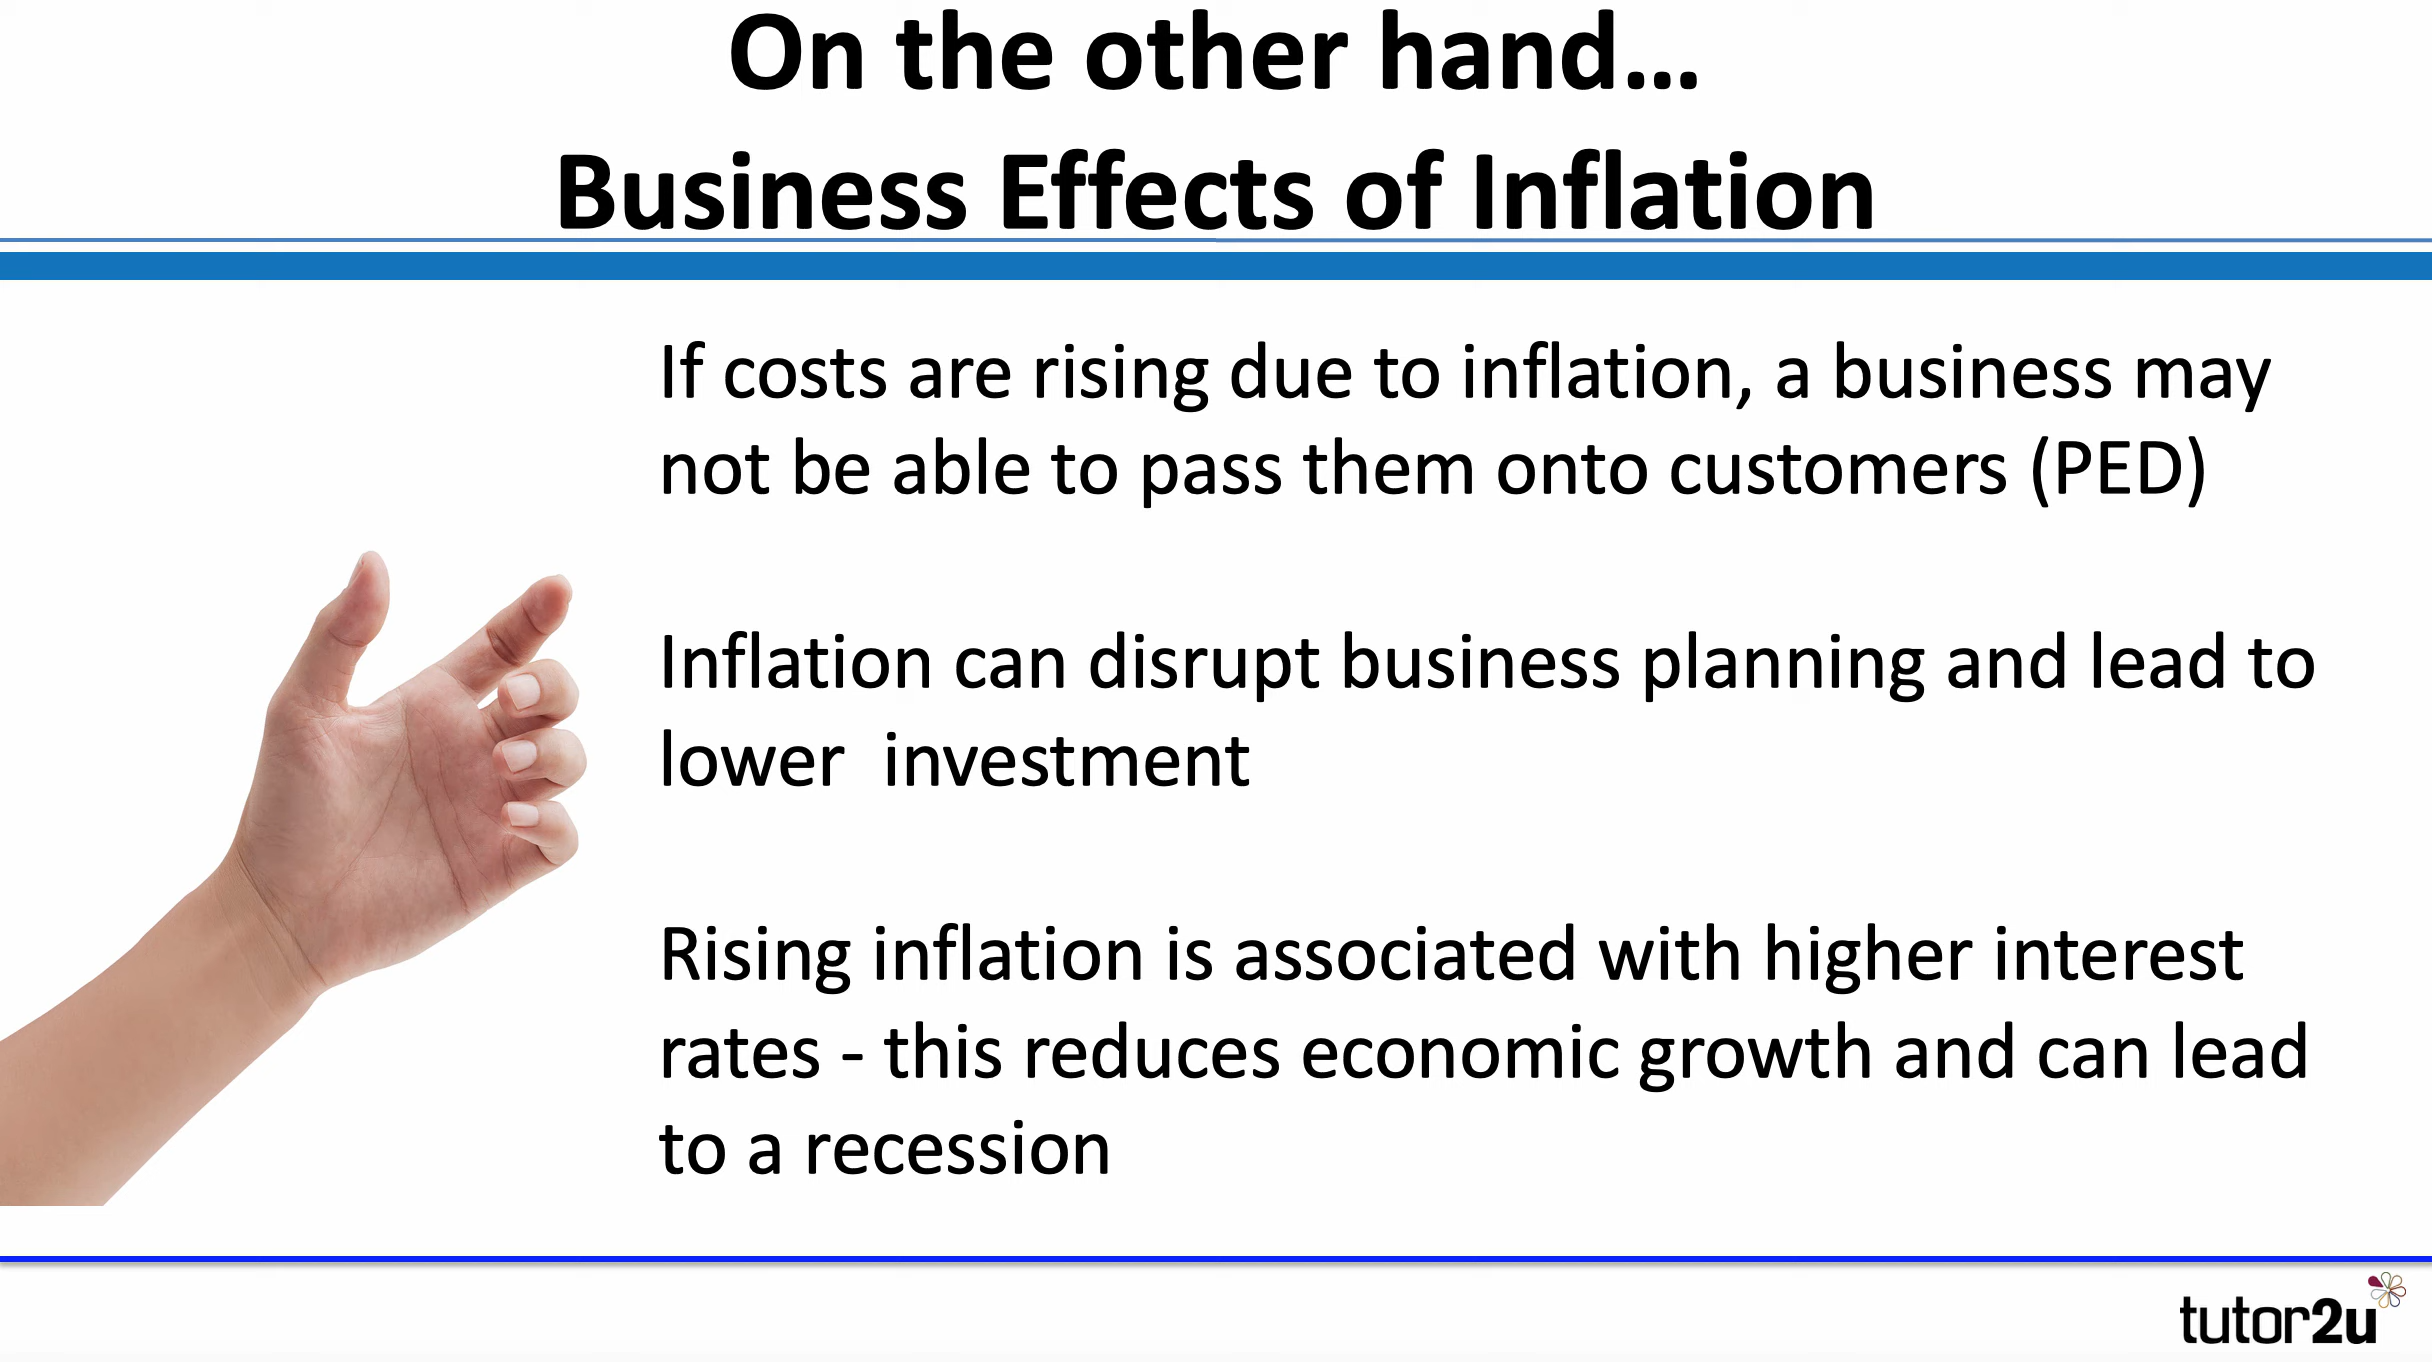 On the other hand...
Business Effects of Inflation
If costs are rising due to inflation, a business may
not be able to pass them onto customers (PED)
Inflation can disrupt business planning and lead to
lower  investment
Rising inflation is associated with higher interest
rates - this reduces economic growth and can lead
to a recession
tutor2u